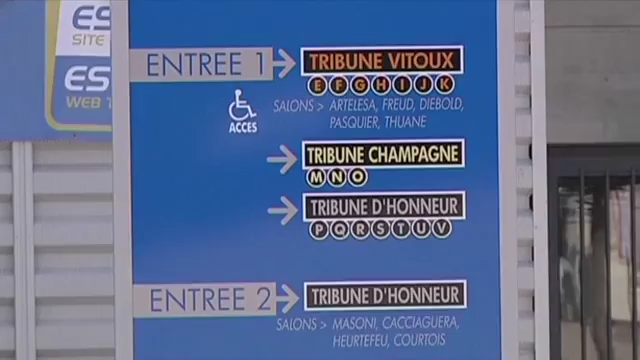 ES
SITE
ES
WEB
ENTREE 1 TRIBUNE VITOUX
E F G H I J K
ACCES
SALONS > ARTELESA, FREUD, DIEBOLD,
PASQUIER, THUANE
TRIBUNE CHAMPAGNE
M N O
TRIBUNE D'HONNEUR
P Q R S T U V
ENTREE 2 TRIBUNE D'HONNEUR
SALONS > MASONI, CACCIAGUERA,
HEURTEFEU, COURTOIS